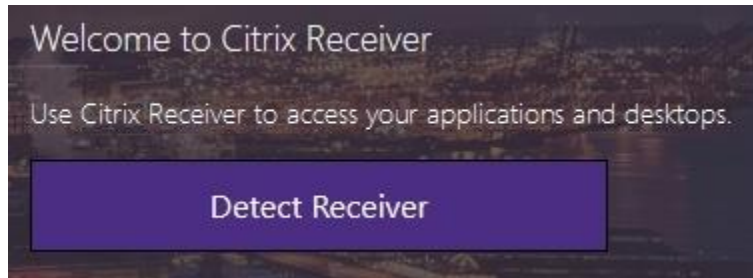 Welcome to Citrix Receiver
Use Citrix Receiver to access your applications and desktops.
Detect Receiver